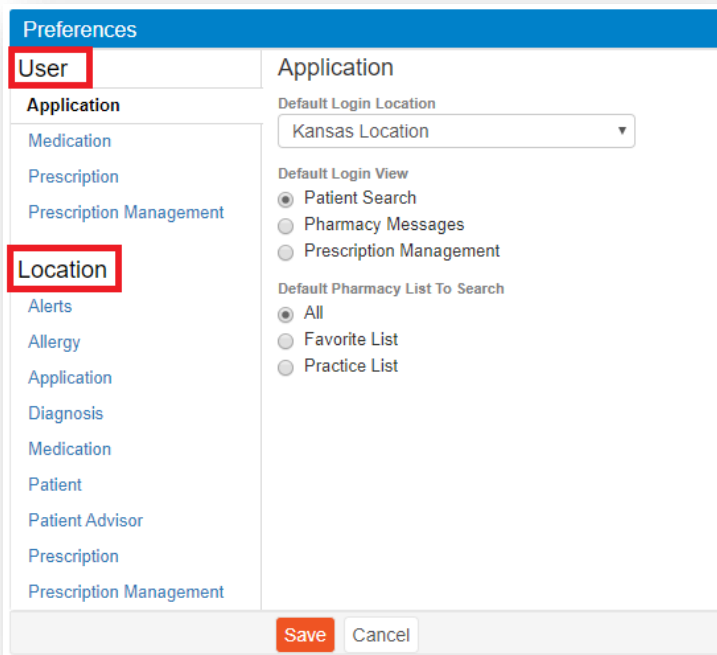 Preferences
User
Application
Medication
Prescription
Prescription Management
Location
Alerts
Allergy
Application
Diagnosis
Medication
Patient
Patient Advisor
Prescription
Prescription Management
Application
Default Login Location
Kansas Location
Default Login View
Patient Search
Pharmacy Messages
Prescription Management
Default Pharmacy List To Search
All
Favorite List
Practice List
Save Cancel